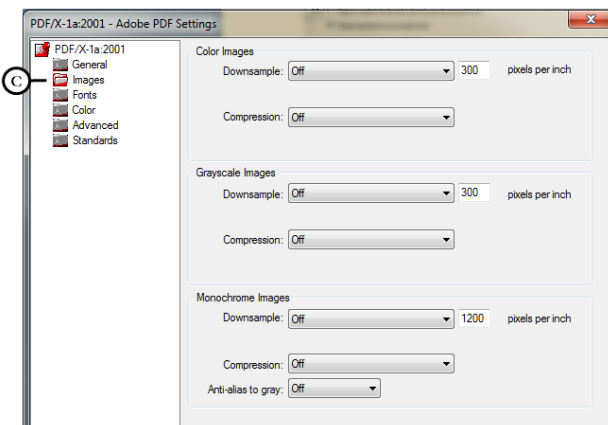 PDF/X-1a:2001 - Adobe PDF Settings
X
PDF/X-1a:2001
General
C
Images
Fonts
Color
Advanced
Standards
Color Images
Downsample: Off 300 pixels per inch
Compression: Off
Grayscale Images
Downsample: Off 300 pixels per inch
Compression: Off
Monochrome Images
Downsample: Off 1200 pixels per inch
Compression: Off
Anti-alias to gray: Off